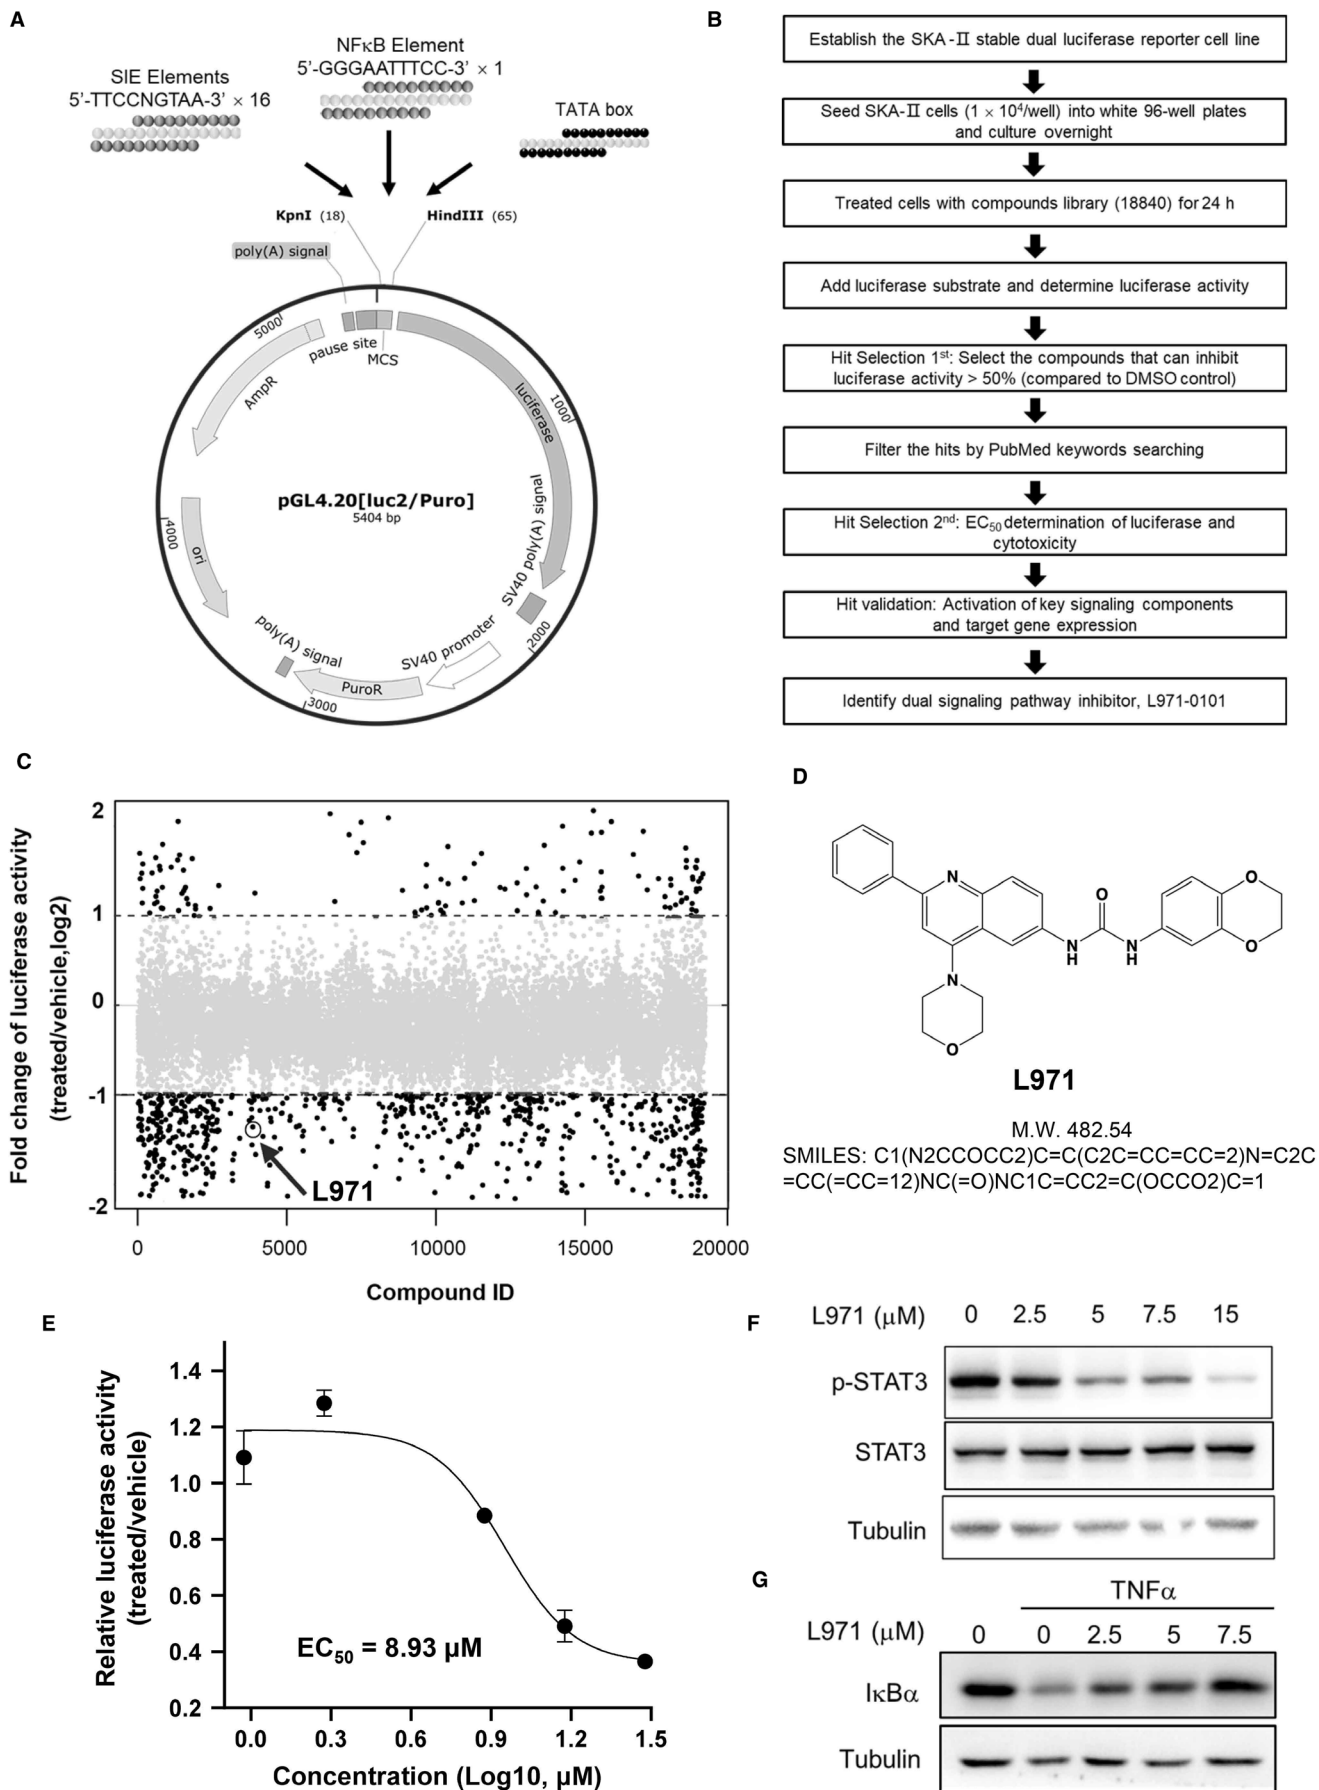 A
SIE Elements
5'-TTCCNGTAA-3' × 16
NFκB Element
5'-GGGAATTTCC-3' × 1
TATA box
KpnI (18)
HindIII (65)
poly(A) signal
pause site
MCS
luciferase
1000
SV40 poly(A) signal
2000
SV40 promoter
PuroR
3000
poly(A) signal
ori
4000
AmpR
5000
pGL4.20[luc2/Puro]
5404 bp
B
Establish the SKA-II stable dual luciferase reporter cell line
Seed SKA-II cells (1 × 10⁴/well) into white 96-well plates
and culture overnight
Treated cells with compounds library (18840) for 24 h
Add luciferase substrate and determine luciferase activity
Hit Selection 1ˢᵗ: Select the compounds that can inhibit
luciferase activity > 50% (compared to DMSO control)
Filter the hits by PubMed keywords searching
Hit Selection 2ⁿᵈ: EC₅₀ determination of luciferase and
cytotoxicity
Hit validation: Activation of key signaling components
and target gene expression
Identify dual signaling pathway inhibitor, L971-0101
C
Fold change of luciferase activity
(treated/vehicle,log2)
2
1
0
-1
-2
L971
0 5000 10000 15000 20000
Compound ID
D
N
O
O
N H
N H
O
N
O
L971
M.W. 482.54
SMILES: C1(N2CCOCC2)C=C(C2C=CC=CC=2)N=C2C
=CC(=CC=12)NC(=O)NC1C=CC2=C(OCCO2)C=1
E
Relative luciferase activity
(treated/vehicle)
1.4
1.2
1.0
0.8
0.6
0.4
0.2
EC₅₀ = 8.93 µM
0.0 0.3 0.6 0.9 1.2 1.5
Concentration (Log10, µM)
F
L971 (µM) 0 2.5 5 7.5 15
p-STAT3
STAT3
Tubulin
G
TNFα
L971 (µM) 0 0 2.5 5 7.5
IκBα
Tubulin